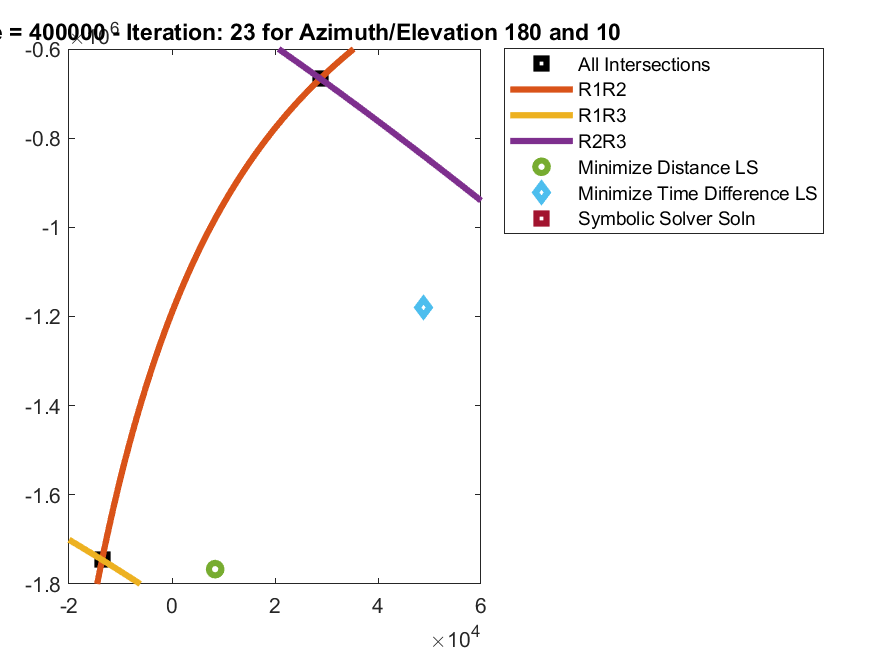 e = 400000 - Iteration: 23 for Azimuth/Elevation 180 and 10
×10^6
-0.6
-0.8
-1
-1.2
-1.4
-1.6
-1.8
-2
0
2
4
6
×10^4
All Intersections
R1R2
R1R3
R2R3
Minimize Distance LS
Minimize Time Difference LS
Symbolic Solver Soln